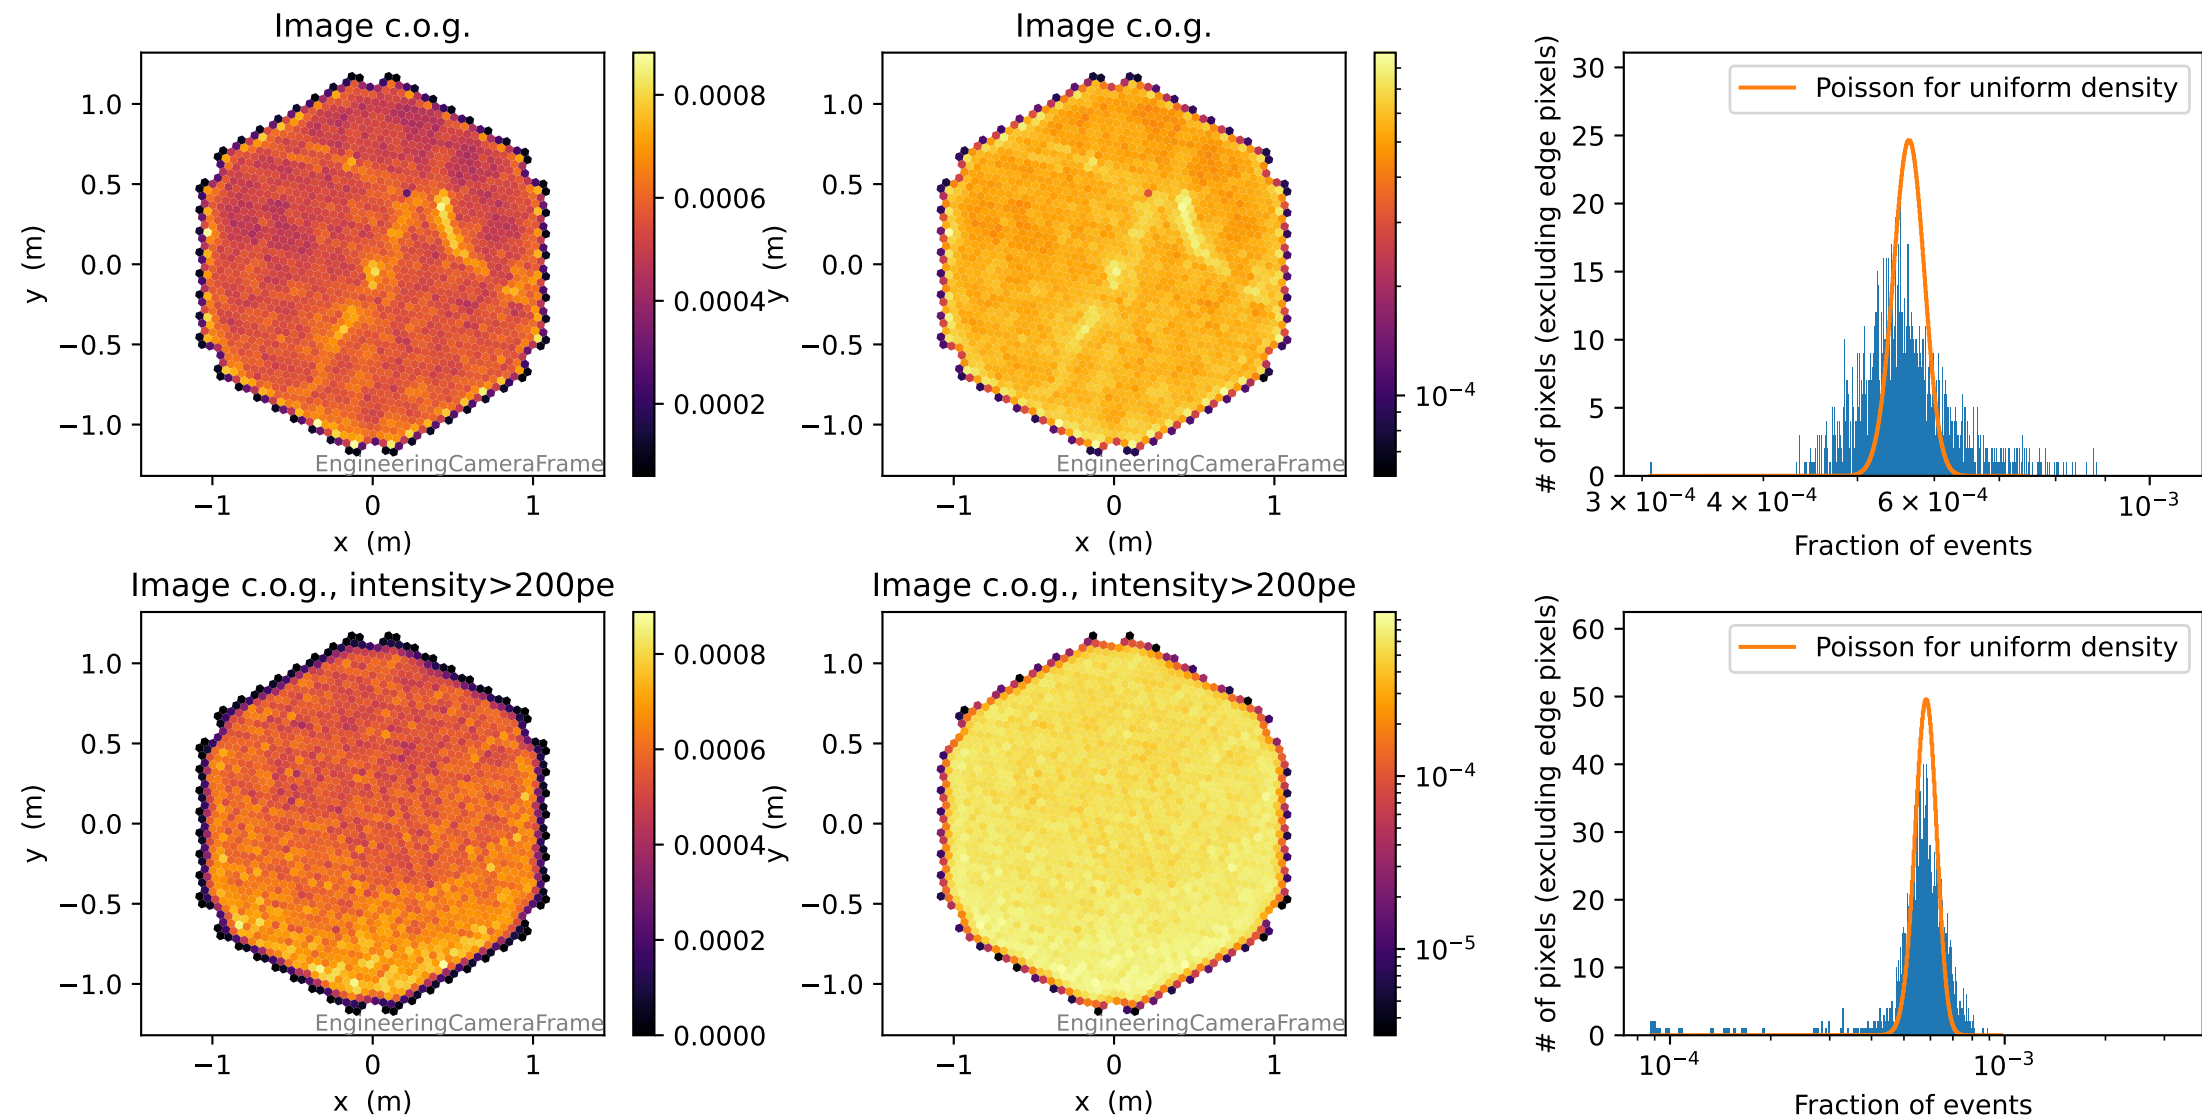 Image c.o.g.
1.0
0.5
0.0
−0.5
−1.0
y (m)
−1
0
1
x (m)
EngineeringCameraFrame
0.0008
0.0006
0.0004
0.0002
Image c.o.g.
1.0
0.5
0.0
−0.5
−1.0
y (m)
−1
0
1
x (m)
EngineeringCameraFrame
10⁻⁴
# of pixels (excluding edge pixels)
30
25
20
15
10
5
0
Poisson for uniform density
3 × 10⁻⁴
4 × 10⁻⁴
6 × 10⁻⁴
10⁻³
Fraction of events
Image c.o.g., intensity>200pe
1.0
0.5
0.0
−0.5
−1.0
y (m)
−1
0
1
x (m)
EngineeringCameraFrame
0.0008
0.0006
0.0004
0.0002
0.0000
Image c.o.g., intensity>200pe
1.0
0.5
0.0
−0.5
−1.0
y (m)
−1
0
1
x (m)
EngineeringCameraFrame
10⁻⁴
10⁻⁵
# of pixels (excluding edge pixels)
60
50
40
30
20
10
0
Poisson for uniform density
10⁻⁴
10⁻³
Fraction of events